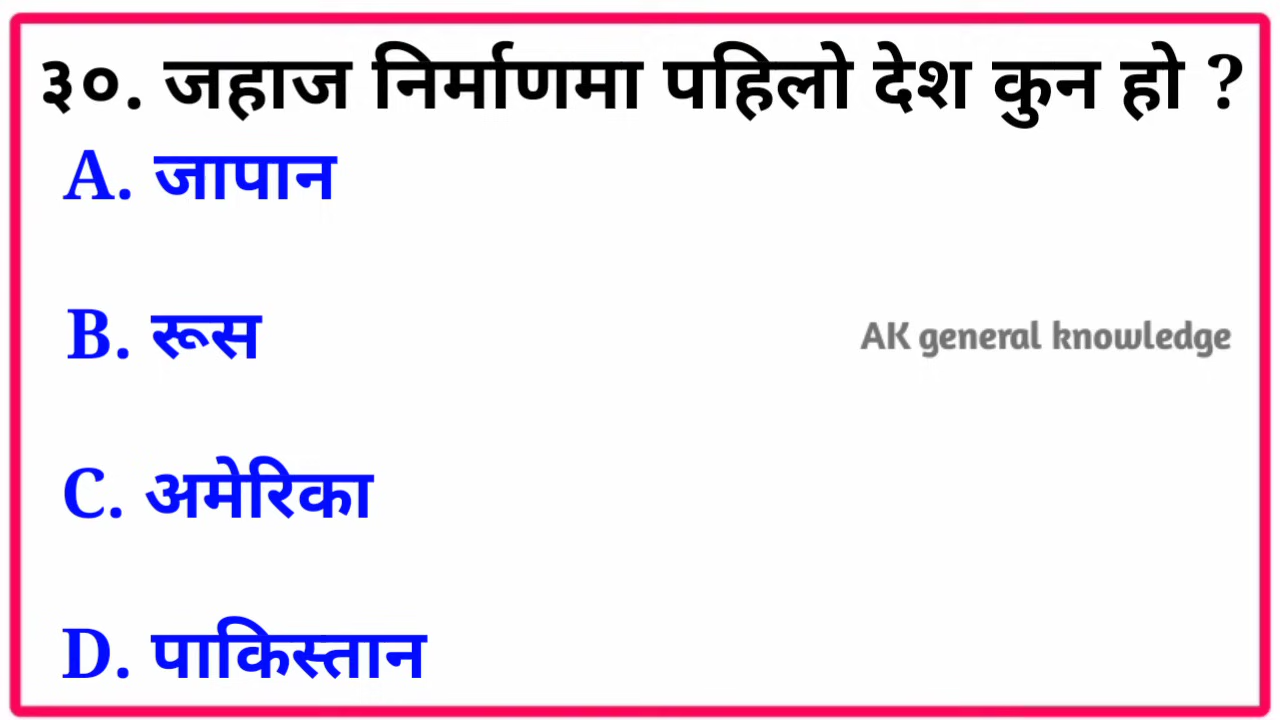 ३०. जहाज निर्माणमा पहिलो देश कुन हो ?
A. जापान
B. रूस
AK general knowledge
C. अमेरिका
D. पाकिस्तान